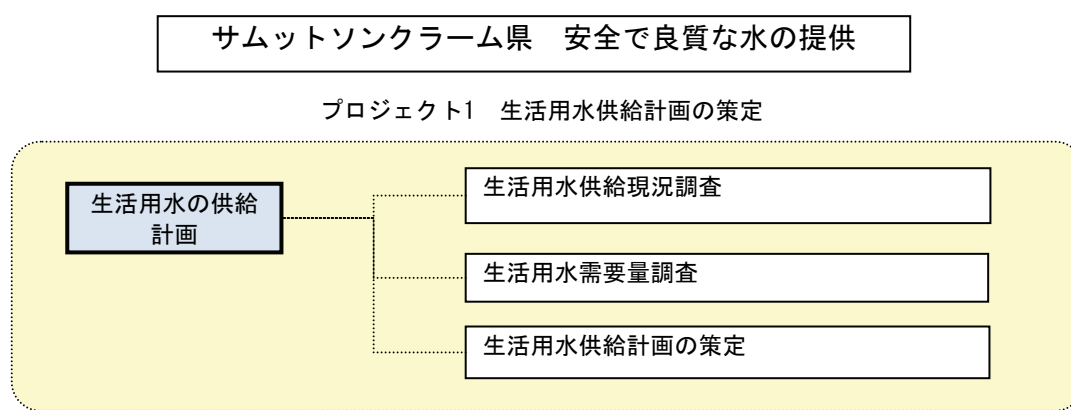 サムットソンクラーム県　安全で良質な水の提供
プロジェクト1　生活用水供給計画の策定
生活用水の供給
計画
生活用水供給現況調査
生活用水需要量調査
生活用水供給計画の策定